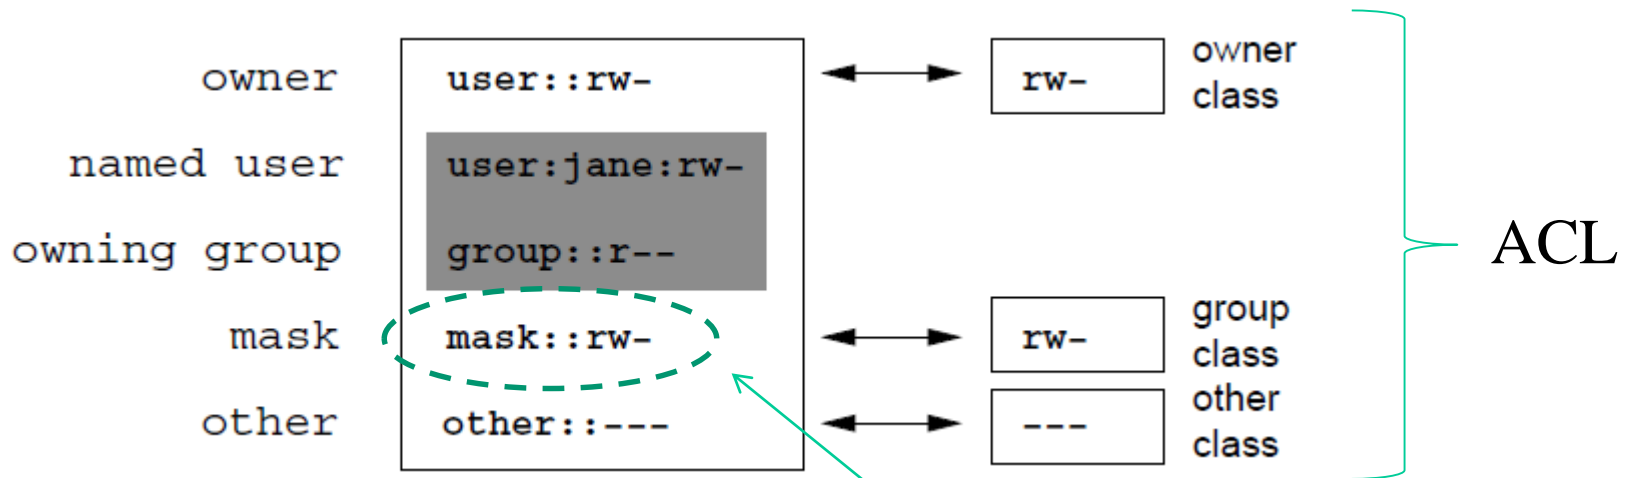 owner user::rw- rw- owner class
named user user:jane:rw-
owning group group::r--
ACL
mask mask::rw- rw- group class
other other::--- --- other class